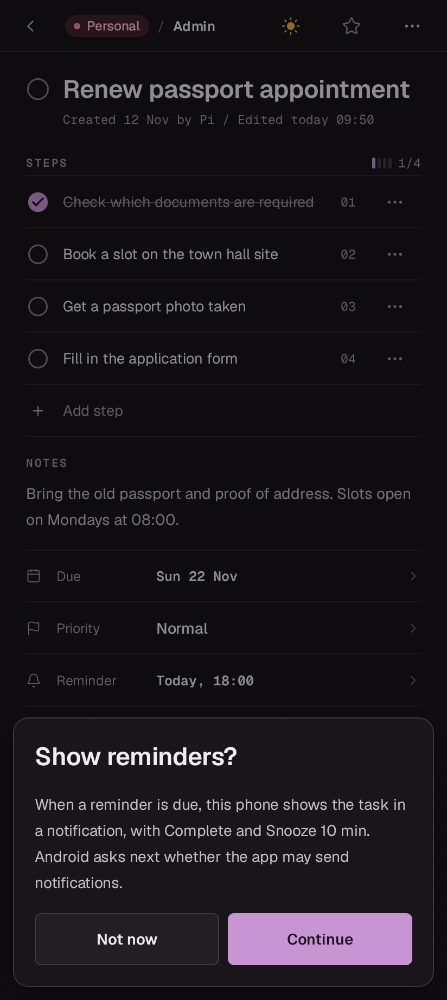 Personal / Admin
Renew passport appointment
Created 12 Nov by Pi / Edited today 09:50
STEPS 1/4
Check which documents are required 01
Book a slot on the town hall site 02
Get a passport photo taken 03
Fill in the application form 04
+ Add step
NOTES
Bring the old passport and proof of address. Slots open
on Mondays at 08:00.
Due Sun 22 Nov
Priority Normal
Reminder Today, 18:00
Show reminders?
When a reminder is due, this phone shows the task in
a notification, with Complete and Snooze 10 min.
Android asks next whether the app may send
notifications.
Not now Continue